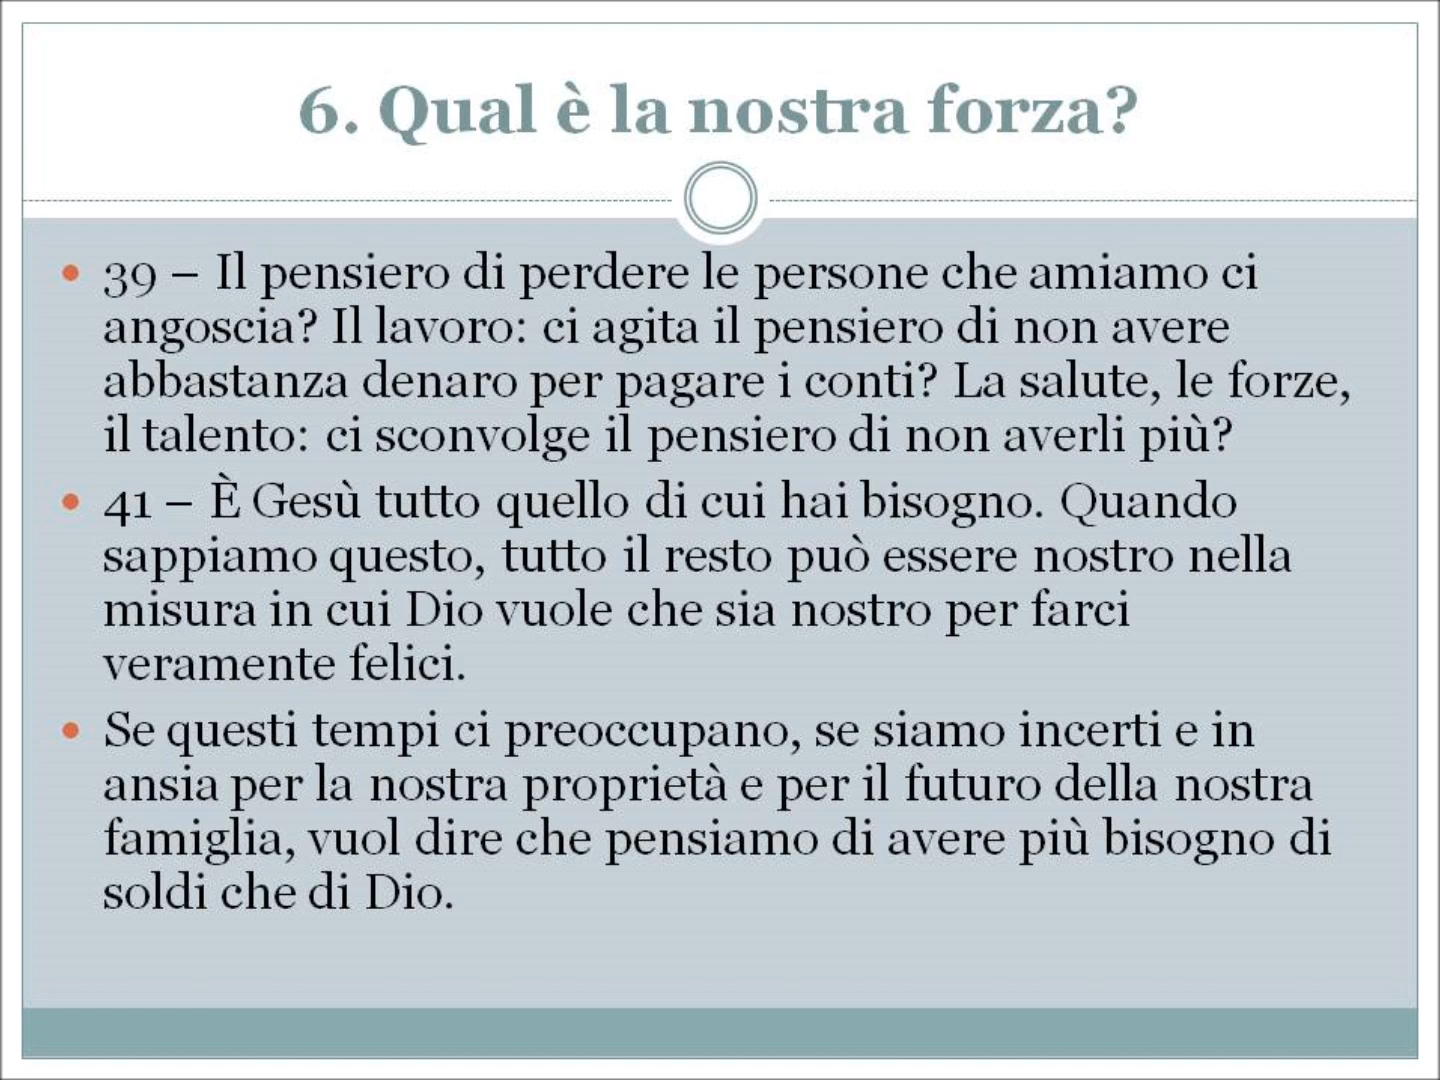 6. Qual è la nostra forza?
• 39 – Il pensiero di perdere le persone che amiamo ci
angoscia? Il lavoro: ci agita il pensiero di non avere
abbastanza denaro per pagare i conti? La salute, le forze,
il talento: ci sconvolge il pensiero di non averli più?
• 41 – È Gesù tutto quello di cui hai bisogno. Quando
sappiamo questo, tutto il resto può essere nostro nella
misura in cui Dio vuole che sia nostro per farci
veramente felici.
• Se questi tempi ci preoccupano, se siamo incerti e in
ansia per la nostra proprietà e per il futuro della nostra
famiglia, vuol dire che pensiamo di avere più bisogno di
soldi che di Dio.